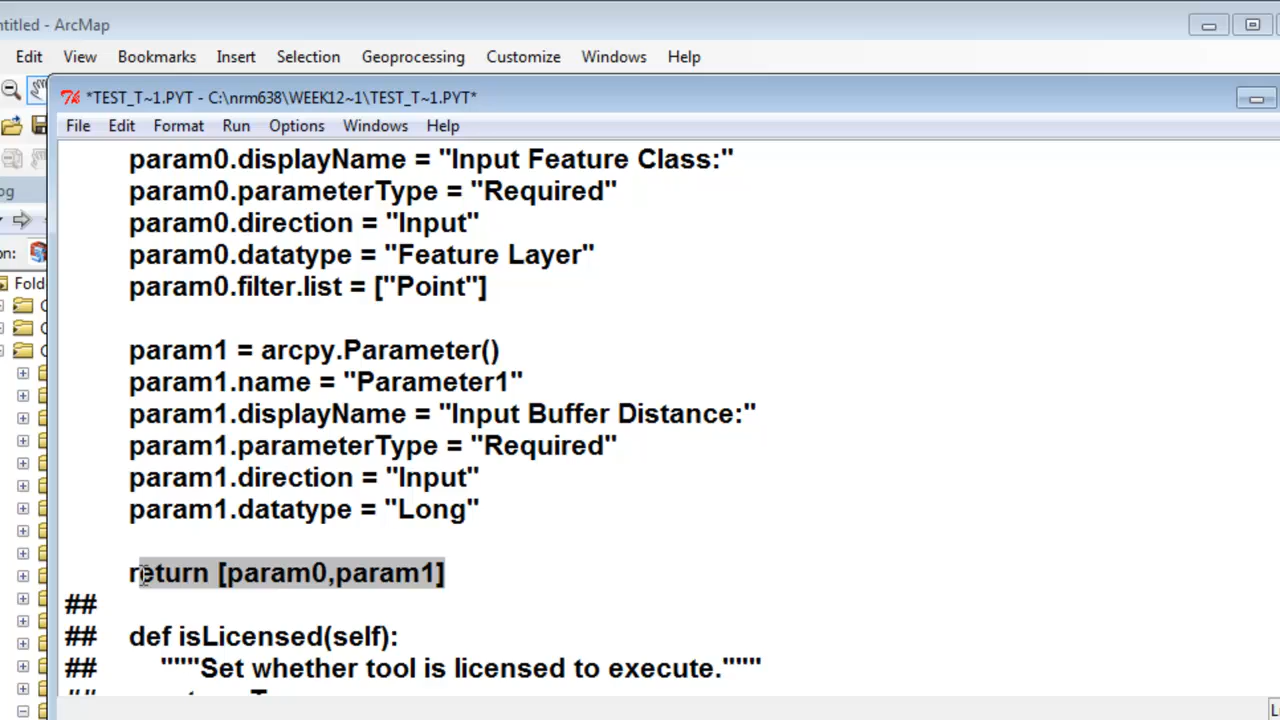 ntitled - ArcMap
Edit View Bookmarks Insert Selection Geoprocessing Customize Windows Help
*TEST_T~1.PYT - C:\nrm638\WEEK12~1\TEST_T~1.PYT*
File Edit Format Run Options Windows Help
param0.displayName = "Input Feature Class:"
param0.parameterType = "Required"
param0.direction = "Input"
param0.datatype = "Feature Layer"
param0.filter.list = ["Point"]
param1 = arcpy.Parameter()
param1.name = "Parameter1"
param1.displayName = "Input Buffer Distance:"
param1.parameterType = "Required"
param1.direction = "Input"
param1.datatype = "Long"
return [param0,param1]
##
## def isLicensed(self):
## """Set whether tool is licensed to execute."""
og
on:
Fold